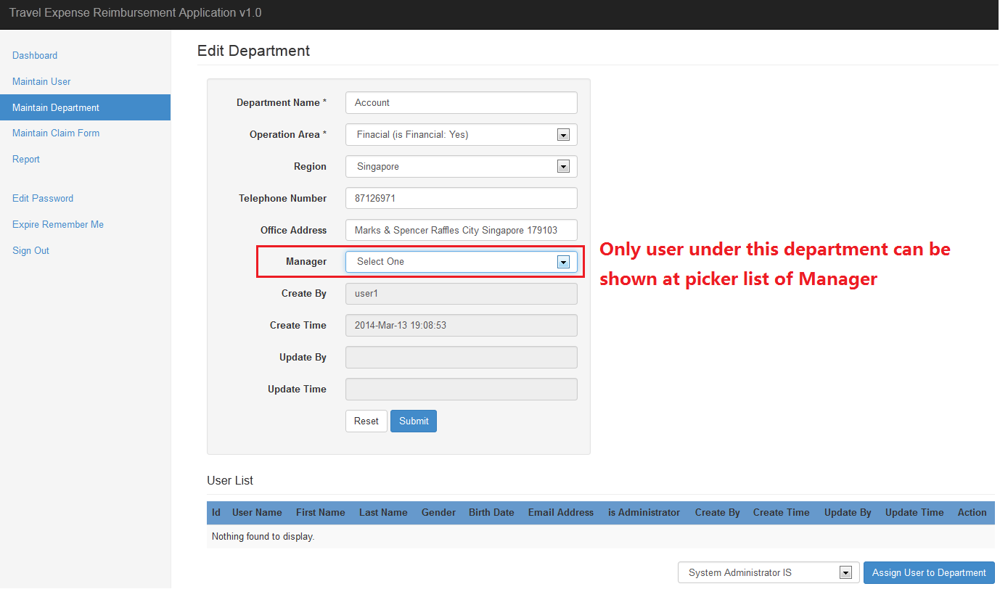 Travel Expense Reimbursement Application v1.0
Dashboard
Maintain User
Maintain Department
Maintain Claim Form
Report
Edit Password
Expire Remember Me
Sign Out
Edit Department
Department Name * Account
Operation Area * Finacial (is Financial: Yes)
Region Singapore
Telephone Number 87126971
Office Address Marks & Spencer Raffles City Singapore 179103
Manager Select One
Only user under this department can be
shown at picker list of Manager
Create By user1
Create Time 2014-Mar-13 19:08:53
Update By
Update Time
Reset Submit
User List
Id User Name First Name Last Name Gender Birth Date Email Address is Administrator Create By Create Time Update By Update Time Action
Nothing found to display.
System Administrator IS Assign User to Department